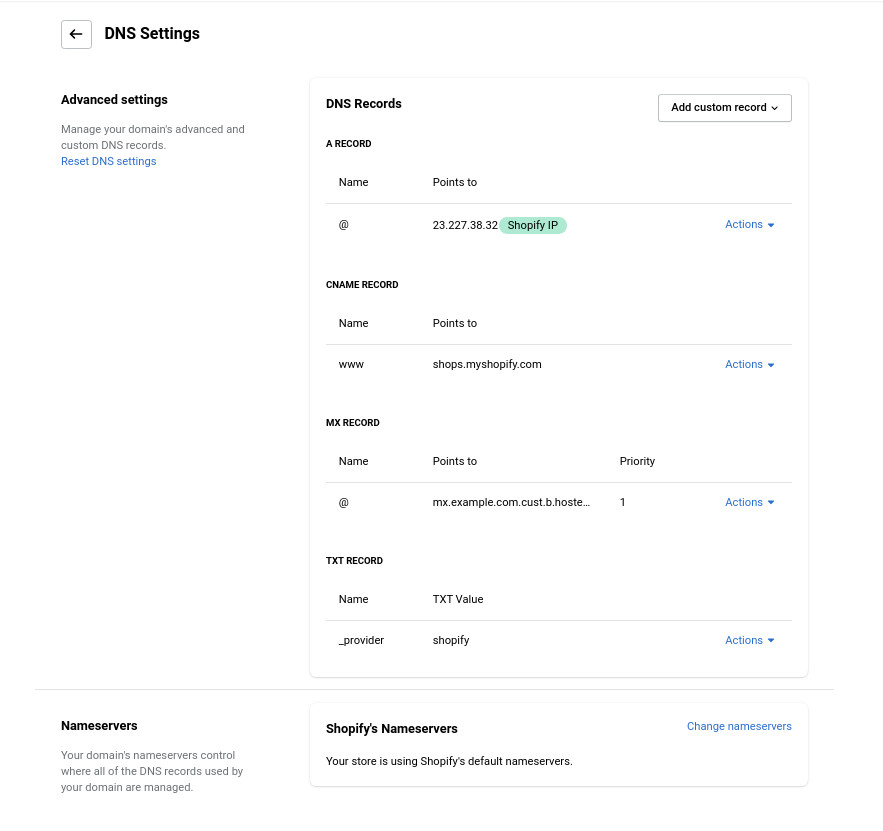 DNS Settings
Advanced settings
Manage your domain's advanced and
custom DNS records.
Reset DNS settings
DNS Records
Add custom record
A RECORD
Name Points to
@ 23.227.38.32 Shopify IP Actions
CNAME RECORD
Name Points to
www shops.myshopify.com Actions
MX RECORD
Name Points to Priority
@ mx.example.com.cust.b.hoste... 1 Actions
TXT RECORD
Name TXT Value
_provider shopify Actions
Nameservers
Your domain's nameservers control
where all of the DNS records used by
your domain are managed.
Shopify's Nameservers
Change nameservers
Your store is using Shopify's default nameservers.